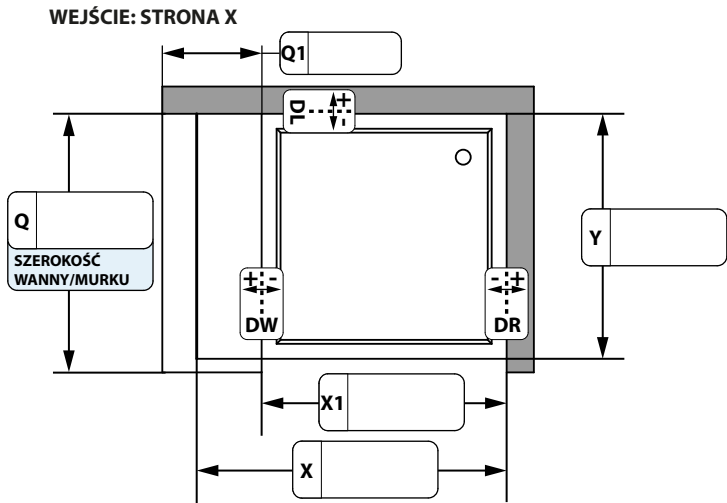 WEJŚCIE: STRONA X
Q1
DL + -
Q
Y
SZEROKOŚĆ
WANNY/MURKU
+ -
DW
- +
DR
X1
X